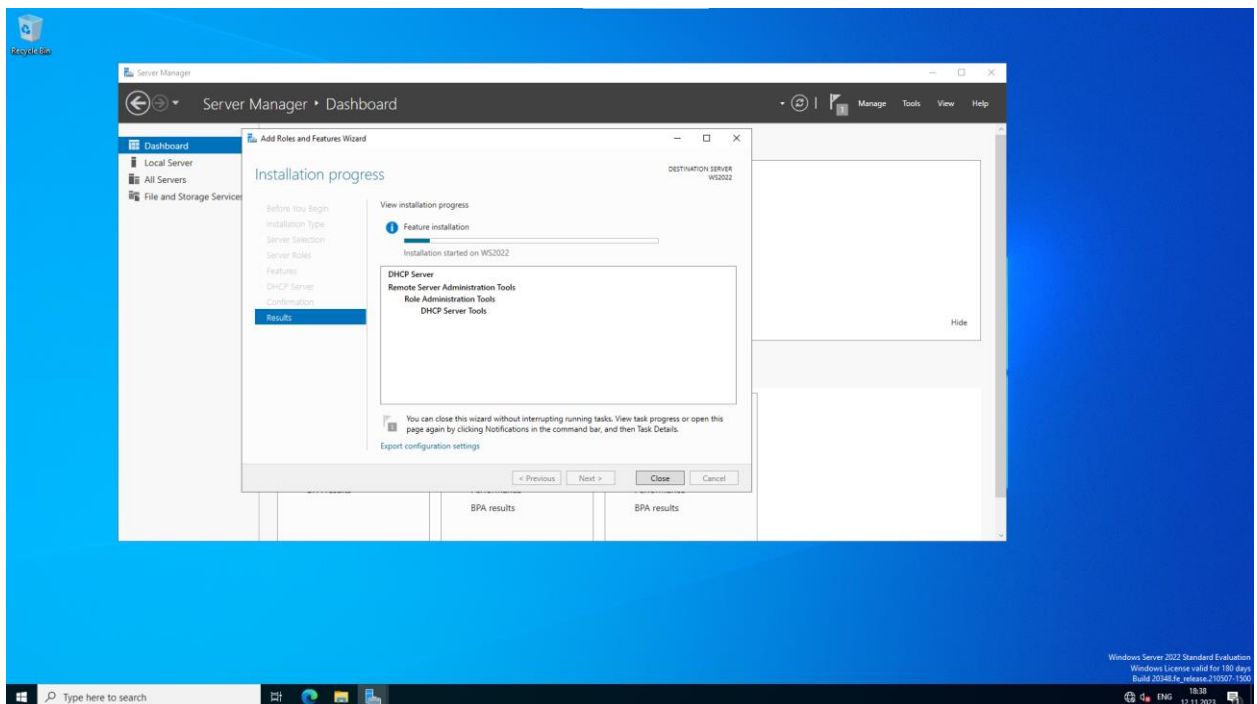 Recycle Bin
Server Manager
Server Manager ‣ Dashboard
1
Manage
Tools
View
Help
Dashboard
Local Server
All Servers
File and Storage Services
Add Roles and Features Wizard
Installation progress
DESTINATION SERVER
WS2022
Before You Begin
Installation Type
Server Selection
Server Roles
Features
DHCP Server
Confirmation
Results
View installation progress
Feature installation
Installation started on WS2022
DHCP Server
Remote Server Administration Tools
Role Administration Tools
DHCP Server Tools
You can close this wizard without interrupting running tasks. View task progress or open this
page again by clicking Notifications in the command bar, and then Task Details.
Export configuration settings
< Previous
Next >
Close
Cancel
Hide
BPA results
BPA results
Windows Server 2022 Standard Evaluation
Windows License valid for 180 days
Build 20348.fe_release.210507-1500
Type here to search
ENG
18:38
12.11.2023